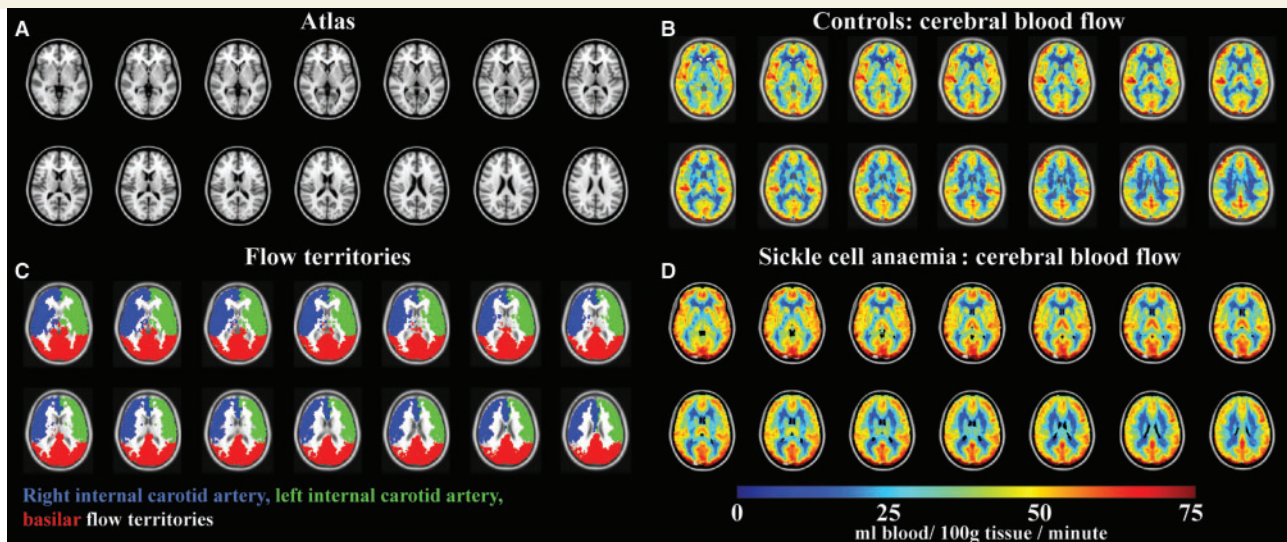 A
Atlas
B
Controls: cerebral blood flow
C
Flow territories
D
Sickle cell anaemia : cerebral blood flow
Right internal carotid artery, left internal carotid artery,
basilar flow territories
0 25 50 75
ml blood/ 100g tissue / minute